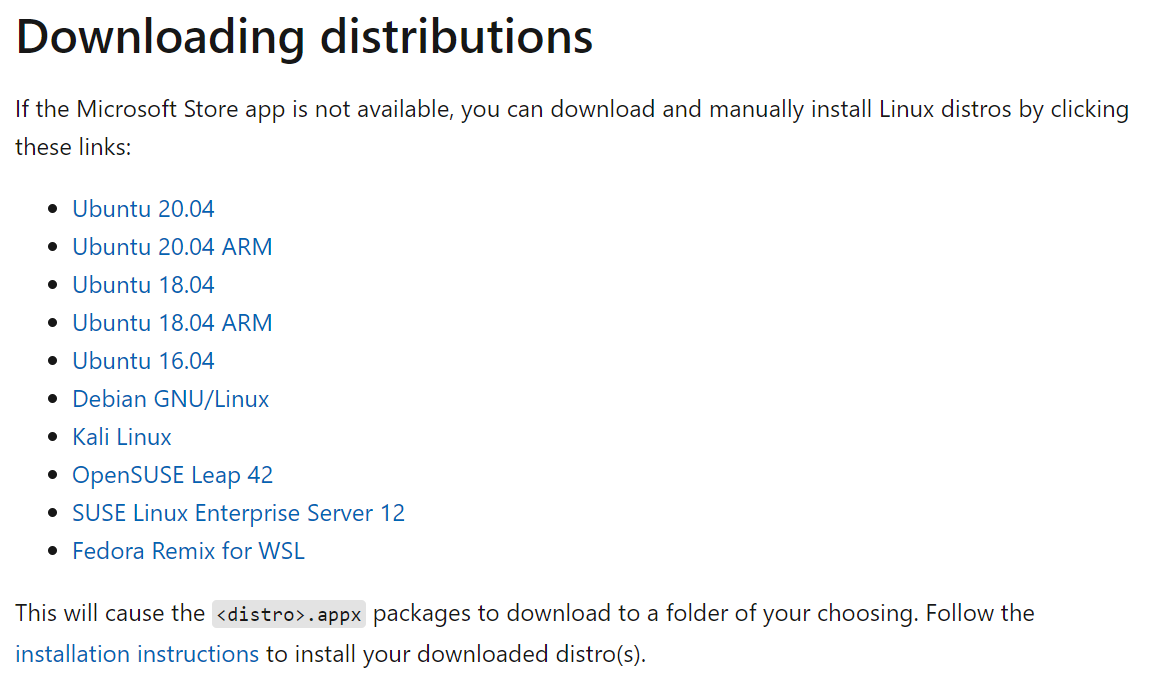 Downloading distributions
If the Microsoft Store app is not available, you can download and manually install Linux distros by clicking
these links:
• Ubuntu 20.04
• Ubuntu 20.04 ARM
• Ubuntu 18.04
• Ubuntu 18.04 ARM
• Ubuntu 16.04
• Debian GNU/Linux
• Kali Linux
• OpenSUSE Leap 42
• SUSE Linux Enterprise Server 12
• Fedora Remix for WSL
This will cause the <distro>.appx packages to download to a folder of your choosing. Follow the
installation instructions to install your downloaded distro(s).